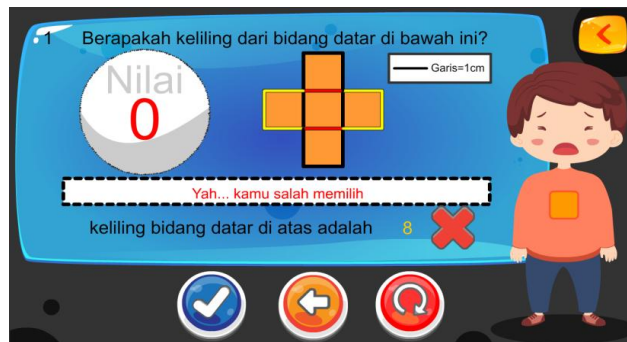 1 Berapakah keliling dari bidang datar di bawah ini?
Nilai
0
Garis=1cm
Yah... kamu salah memilih
keliling bidang datar di atas adalah 8